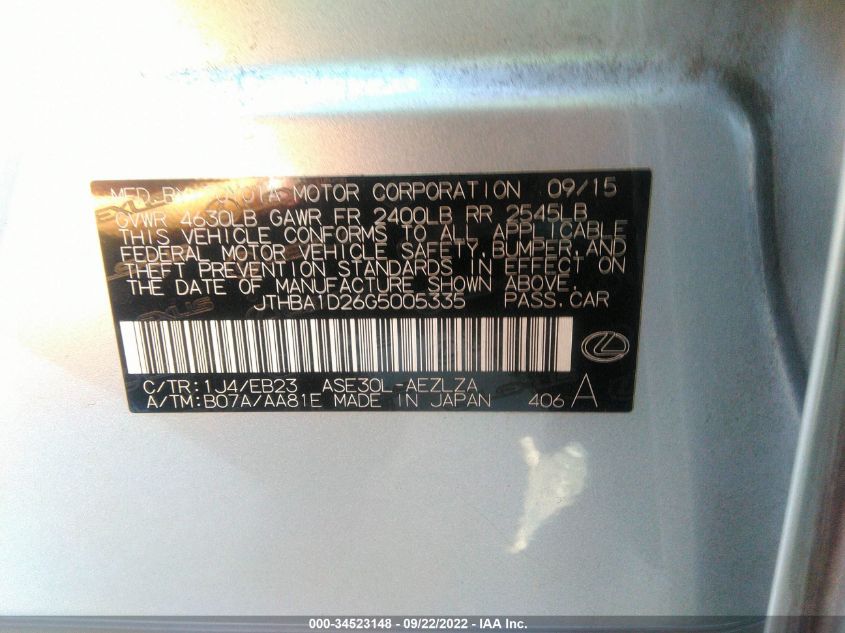 MFD. BY TOYOTA MOTOR CORPORATION 09/15
GVWR 4630LB GAWR FR 2400LB RR 2545LB
THIS VEHICLE CONFORMS TO ALL APPLICABLE
FEDERAL MOTOR VEHICLE SAFETY, BUMPER, AND
THEFT PREVENTION STANDARDS IN EFFECT ON
THE DATE OF MANUFACTURE SHOWN ABOVE.
JTHBA1D26G5005335 PASS. CAR
C/TR: 1J4/EB23 ASE30L-AEZLZA
A/TM: B07A/AA81E MADE IN JAPAN 406 A
000-34523148 - 09/22/2022 - IAA Inc.